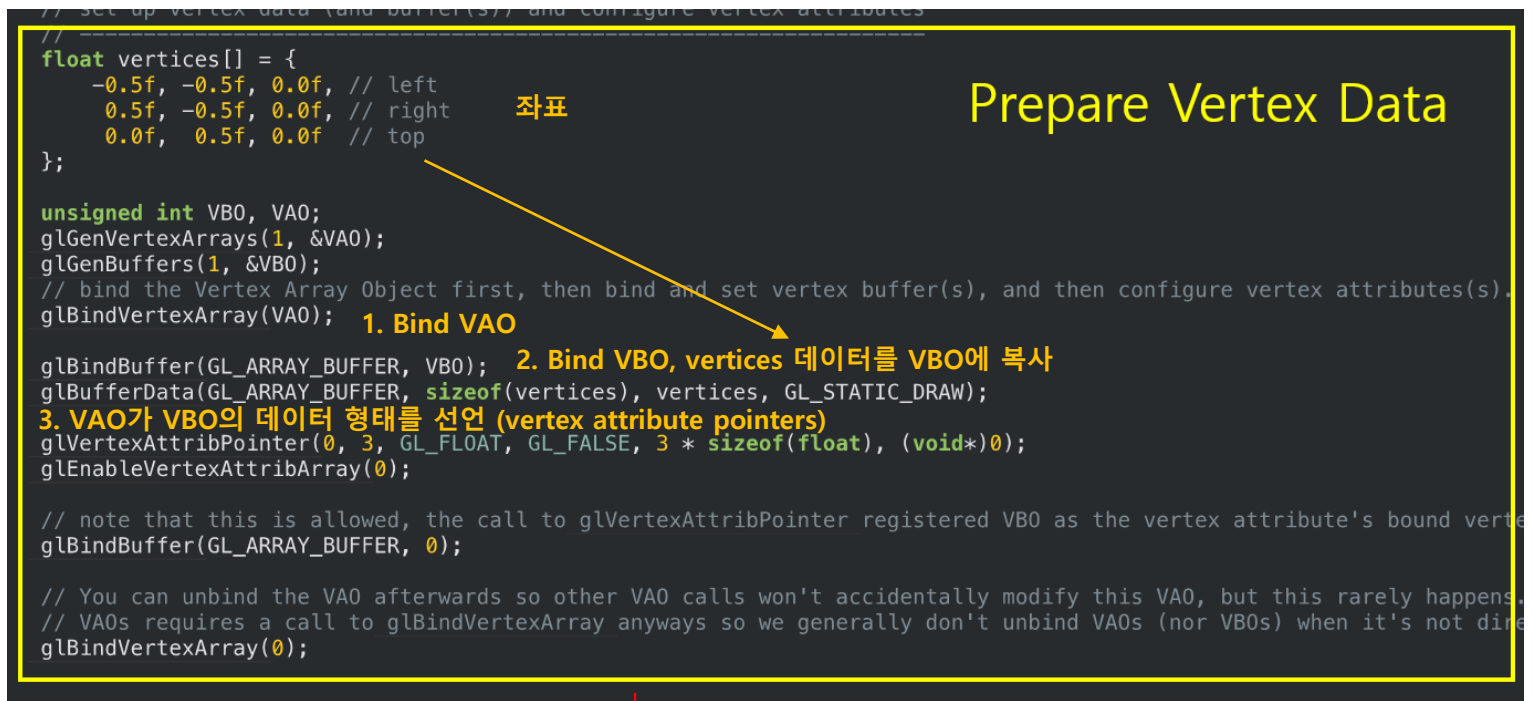 // set up vertex data (and buffer(s)) and configure vertex attributes
// ------------------------------------------------------------------
float vertices[] = {
-0.5f, -0.5f, 0.0f, // left
0.5f, -0.5f, 0.0f, // right
0.0f, 0.5f, 0.0f // top
};
좌표
Prepare Vertex Data
unsigned int VBO, VAO;
glGenVertexArrays(1, &VAO);
glGenBuffers(1, &VBO);
// bind the Vertex Array Object first, then bind and set vertex buffer(s), and then configure vertex attributes(s).
glBindVertexArray(VAO);
1. Bind VAO
glBindBuffer(GL_ARRAY_BUFFER, VBO);
2. Bind VBO, vertices 데이터를 VBO에 복사
glBufferData(GL_ARRAY_BUFFER, sizeof(vertices), vertices, GL_STATIC_DRAW);
3. VAO가 VBO의 데이터 형태를 선언 (vertex attribute pointers)
glVertexAttribPointer(0, 3, GL_FLOAT, GL_FALSE, 3 * sizeof(float), (void*)0);
glEnableVertexAttribArray(0);
// note that this is allowed, the call to glVertexAttribPointer registered VBO as the vertex attribute's bound
glBindBuffer(GL_ARRAY_BUFFER, 0);
// You can unbind the VAO afterwards so other VAO calls won't accidentally modify this VAO, but this rarely happens.
// VAOs requires a call to glBindVertexArray anyways so we generally don't unbind VAOs (nor VBOs) when it's not
glBindVertexArray(0);